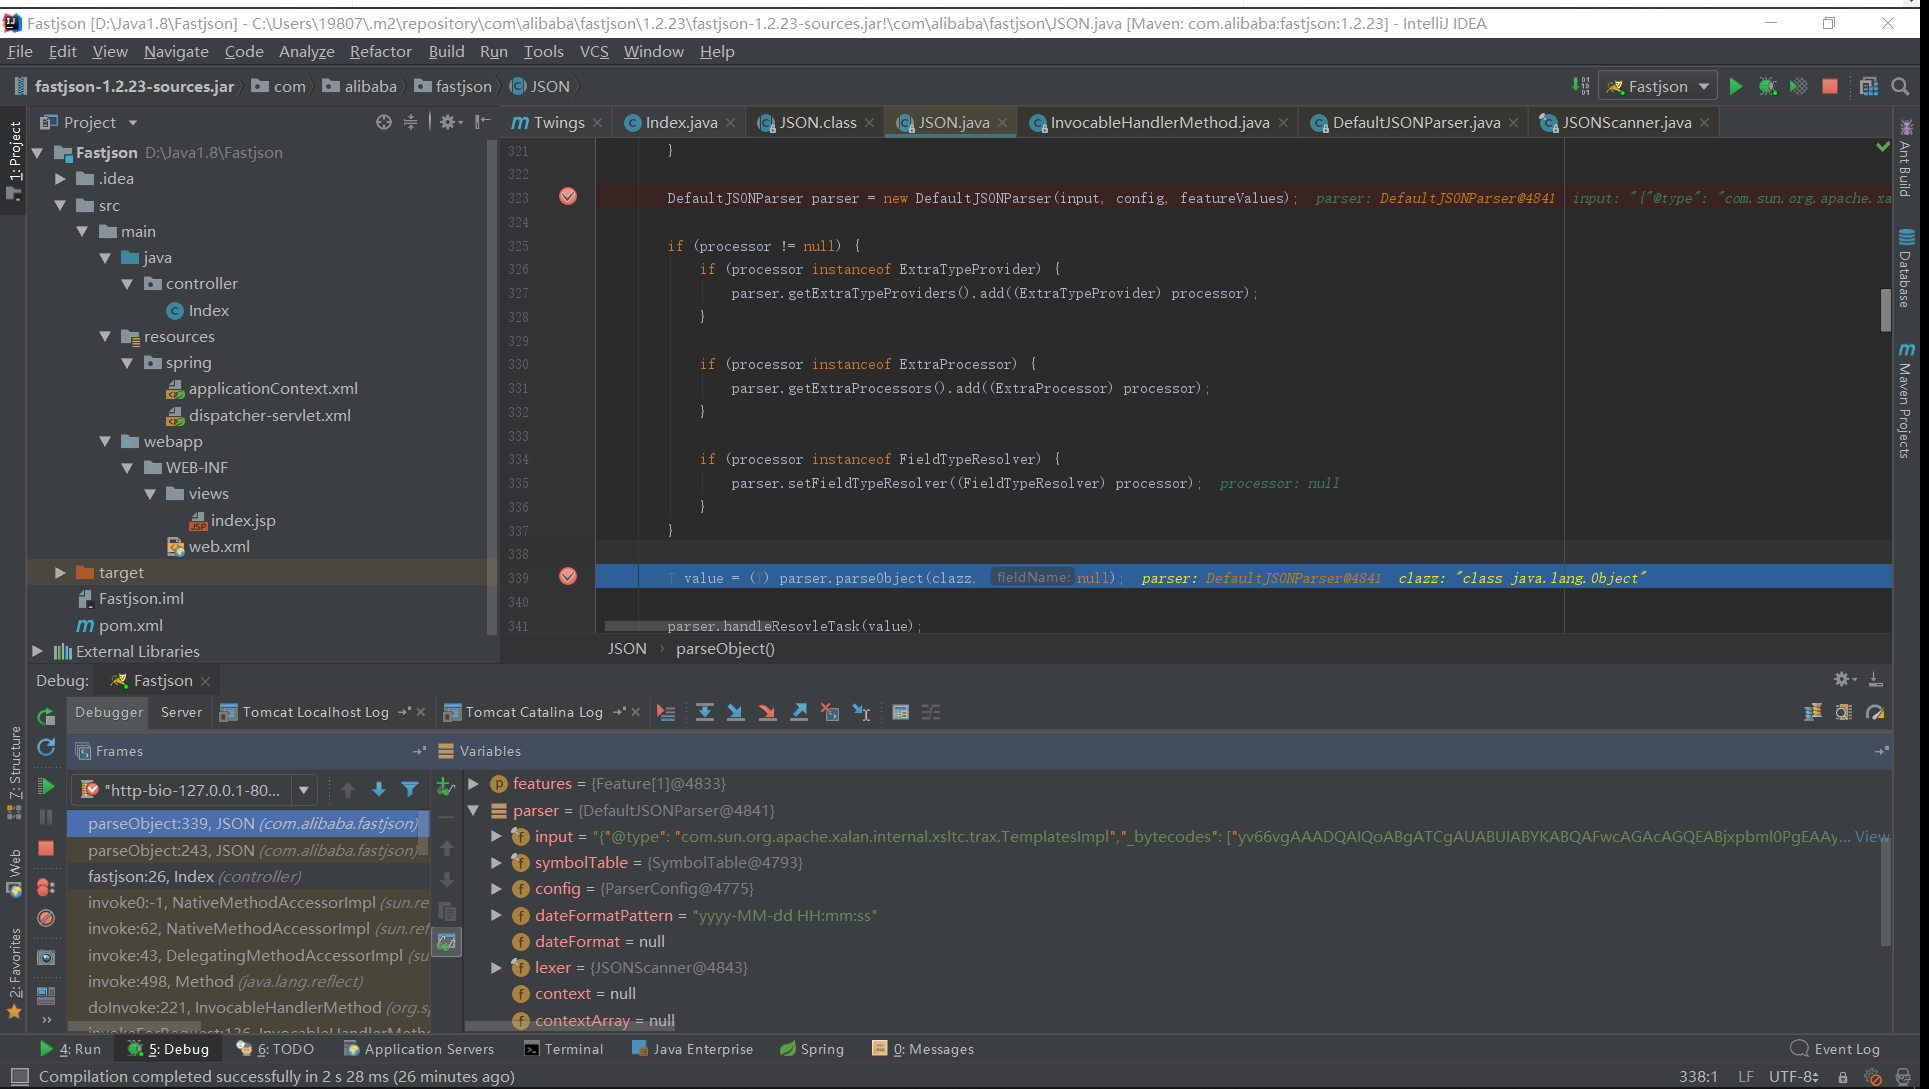 Fastjson [D:\Java1.8\Fastjson] - C:\Users\19807\.m2\repository\com\alibaba\fastjson\1.2.23\fastjson-1.2.23-sources.jar!\com\alibaba\fastjson\JSON.java [Maven: com.alibaba:fastjson:1.2.23] - IntelliJ IDEA
File Edit View Navigate Code Analyze Refactor Build Run Tools VCS Window Help
fastjson-1.2.23-sources.jar com alibaba fastjson JSON
Fastjson
1: Project
Project
Twings Index.java JSON.class JSON.java InvocableHandlerMethod.java DefaultJSONParser.java JSONScanner.java
Fastjson D:\Java1.8\Fastjson
.idea
src
main
java
controller
Index
resources
spring
applicationContext.xml
dispatcher-servlet.xml
webapp
WEB-INF
views
index.jsp
web.xml
target
Fastjson.iml
pom.xml
External Libraries
321 }
322
323 DefaultJSONParser parser = new DefaultJSONParser(input, config, featureValues); parser: DefaultJSONParser@4841 input: "{"@type": "com.sun.org.apache.xa
324
325 if (processor != null) {
326 if (processor instanceof ExtraTypeProvider) {
327 parser.getExtraTypeProviders().add((ExtraTypeProvider) processor);
328 }
329
330 if (processor instanceof ExtraProcessor) {
331 parser.getExtraProcessors().add((ExtraProcessor) processor);
332 }
333
334 if (processor instanceof FieldTypeResolver) {
335 parser.setFieldTypeResolver((FieldTypeResolver) processor); processor: null
336 }
337 }
338
339 T value = (T) parser.parseObject(clazz, fieldName: null); parser: DefaultJSONParser@4841 clazz: "class java.lang.Object"
340
341 parser.handleResovleTask(value);
JSON › parseObject()
Ant Build
Database
Maven Projects
Debug: Fastjson
Debugger Server Tomcat Localhost Log Tomcat Catalina Log
Z: Structure
Web
2: Favorites
Frames
"http-bio-127.0.0.1-80...
parseObject:339, JSON (com.alibaba.fastjson)
parseObject:243, JSON (com.alibaba.fastjson)
fastjson:26, Index (controller)
invoke0:-1, NativeMethodAccessorImpl (sun.re
invoke:62, NativeMethodAccessorImpl (sun.ref
invoke:43, DelegatingMethodAccessorImpl (su
invoke:498, Method (java.lang.reflect)
doInvoke:221, InvocableHandlerMethod (org.s
invokeForRequest:136, InvocableHandlerMeth
Variables
features = {Feature[1]@4833}
parser = {DefaultJSONParser@4841}
input = "{"@type": "com.sun.org.apache.xalan.internal.xsltc.trax.TemplatesImpl","_bytecodes": ["yv66vgAAADQAIQoABgATCgAUABUIABYKABQAFwcAGAcAGQEABjxpbml0PgEAAy... View
symbolTable = {SymbolTable@4793}
config = {ParserConfig@4775}
dateFormatPattern = "yyyy-MM-dd HH:mm:ss"
dateFormat = null
lexer = {JSONScanner@4843}
context = null
contextArray = null
4: Run 5: Debug 6: TODO Application Servers Terminal Java Enterprise Spring 0: Messages Event Log
Compilation completed successfully in 2 s 28 ms (26 minutes ago) 338:1 LF UTF-8